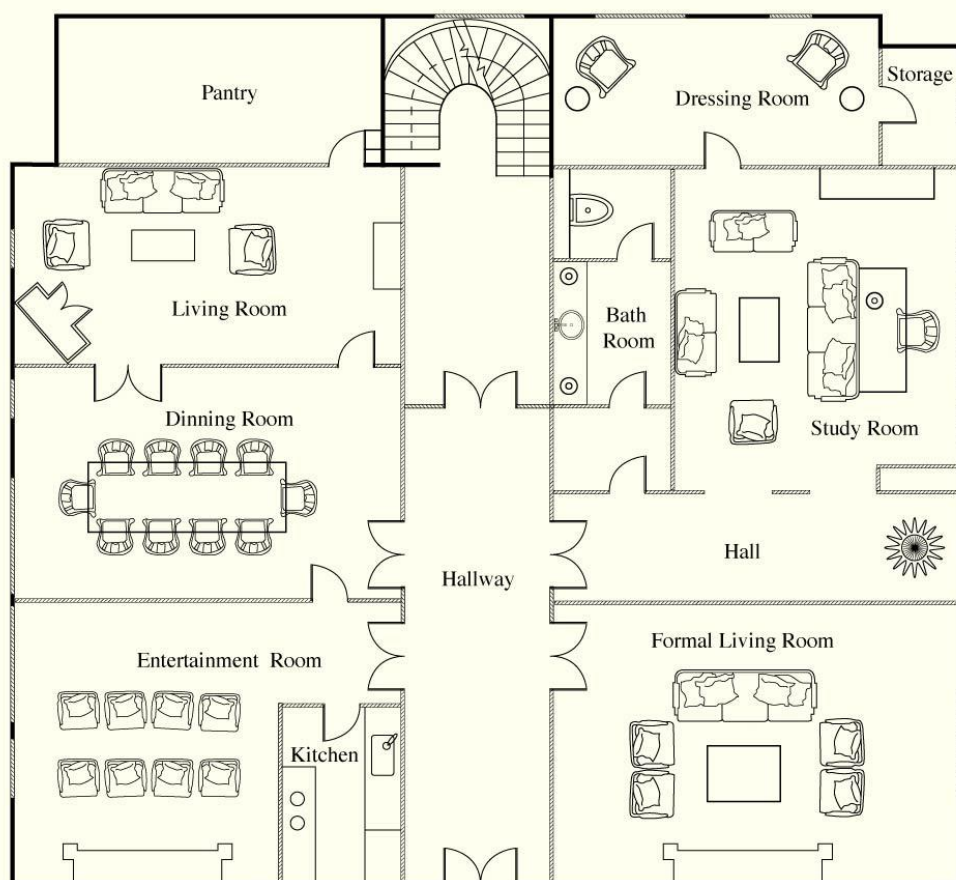 Pantry
Storage
Dressing Room
Living Room
Bath
Room
Dinning Room
Study Room
Hallway
Hall
Entertainment Room
Formal Living Room
Kitchen